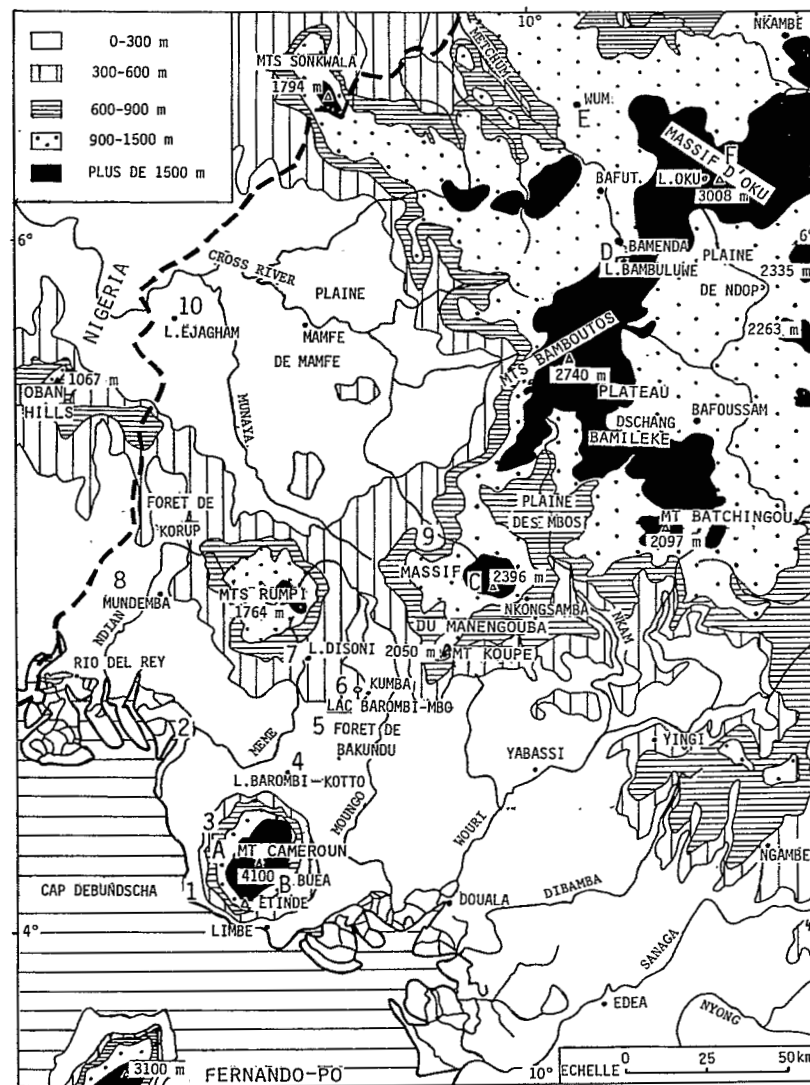 0-300 m
300-600 m
600-900 m
900-1500 m
PLUS DE 1500 m
10°
NKAMBE
MTS SONKWALA
1794 m
METCHUM
WUM
E
MASSIF D'OKU
F
BAFUT
L.OKU
3008 m
6°
6°
NIGERIA
CROSS RIVER
PLAINE
DE MAMFE
MAMFE
D
BAMENDA
L.BAMBULUWE
PLAINE
DE NDOP
2335 m
2263 m
10
L.EJAGHAM
MUNAYA
MTS BAMBOUTOS
2740 m
PLATEAU
BAMILEKE
DSCHANG
BAFOUSSAM
1067 m
OBAN
HILLS
FORET DE
KORUP
PLAINE
DES MBOS
MT BATCHINGOU
2097 m
9
MASSIF
DU MANENGOUBA
C
2396 m
NKONGSAMBA
NKAM
8
MUNDEMBA
NDIAN
MTS RUMPI
1764 m
7
L.DISONI
2050 m
MT KOUPE
RIO DEL REY
6
KUMBA
LAC BAROMBI-MBO
2
MEME
5
FORET DE
BAKUNDU
YABASSI
YINGI
4
L.BAROMBI-KOTTO
MOUNGO
WOURI
3
A
MT CAMEROUN
4100
B
BUEA
ETINDE
NGAMBE
CAP DEBUNDSCHA
1
LIMBE
DOUALA
DIBAMBA
4°
4
SANAGA
EDEA
NYONG
3100 m
FERNANDO-PO
10°
ECHELLE
0
25
50 km